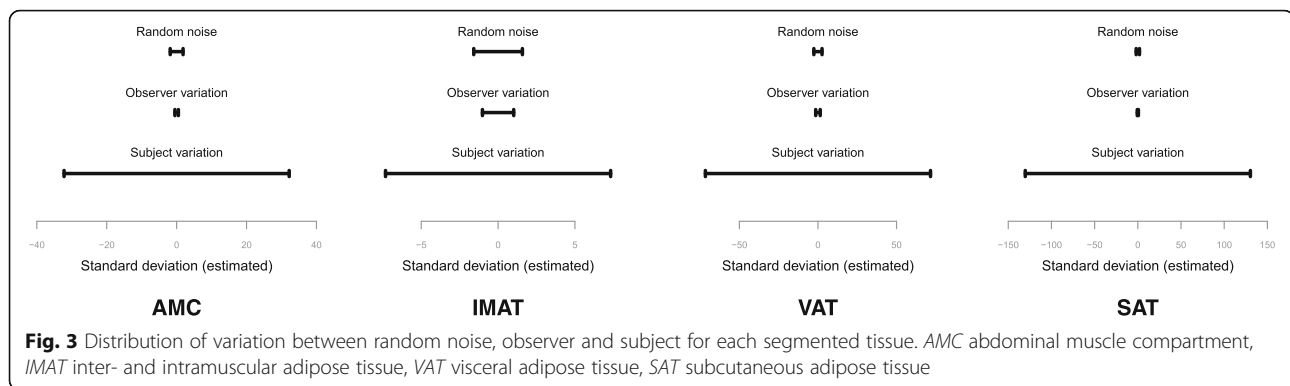 Random noise Random noise Random noise Random noise
Observer variation Observer variation Observer variation Observer variation
Subject variation Subject variation Subject variation Subject variation
−40 −20 0 20 40 −5 0 5 −50 0 50 −150 −100 −50 0 50 100 150
Standard deviation (estimated) Standard deviation (estimated) Standard deviation (estimated) Standard deviation (estimated)
AMC IMAT VAT SAT
Fig. 3 Distribution of variation between random noise, observer and subject for each segmented tissue. AMC abdominal muscle compartment,
IMAT inter- and intramuscular adipose tissue, VAT visceral adipose tissue, SAT subcutaneous adipose tissue